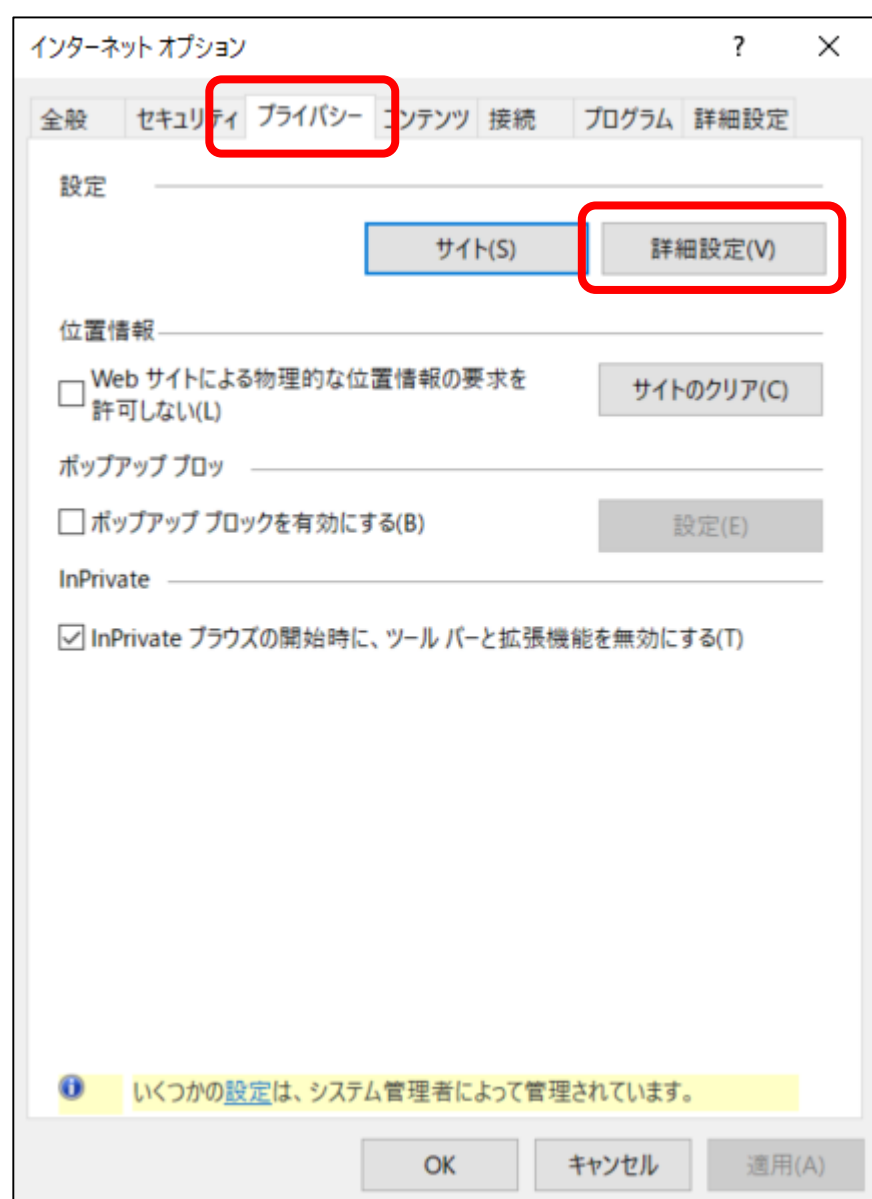 インターネット オプション
?
全般 セキュリティ プライバシー コンテンツ 接続 プログラム 詳細設定
設定
サイト(S) 詳細設定(V)
位置情報
Web サイトによる物理的な位置情報の要求を
許可しない(L)
サイトのクリア(C)
ポップアップ ブロッ
ポップアップ ブロックを有効にする(B) 設定(E)
InPrivate
InPrivate ブラウズの開始時に、ツール バーと拡張機能を無効にする(T)
いくつかの設定は、システム管理者によって管理されています。
OK キャンセル 適用(A)